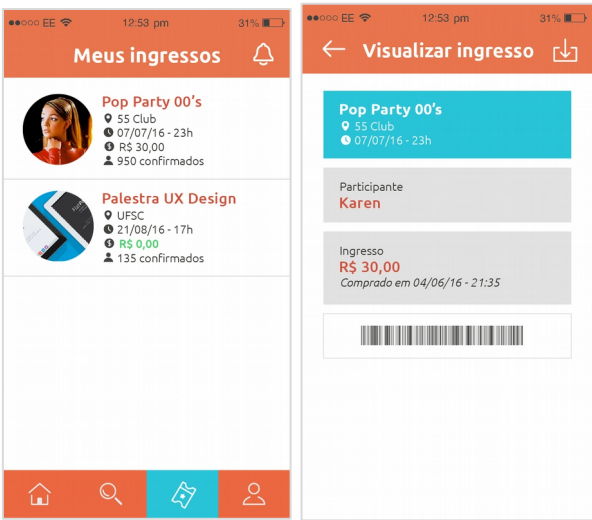 EE 12:53 pm 31%
Meus ingressos
Pop Party 00's
55 Club
07/07/16 - 23h
R$ 30,00
950 confirmados
Palestra UX Design
UFSC
21/08/16 - 17h
R$ 0,00
135 confirmados
EE 12:53 pm 31%
Visualizar ingresso
Pop Party 00's
55 Club
07/07/16 - 23h
Participante
Karen
Ingresso
R$ 30,00
Comprado em 04/06/16 - 21:35